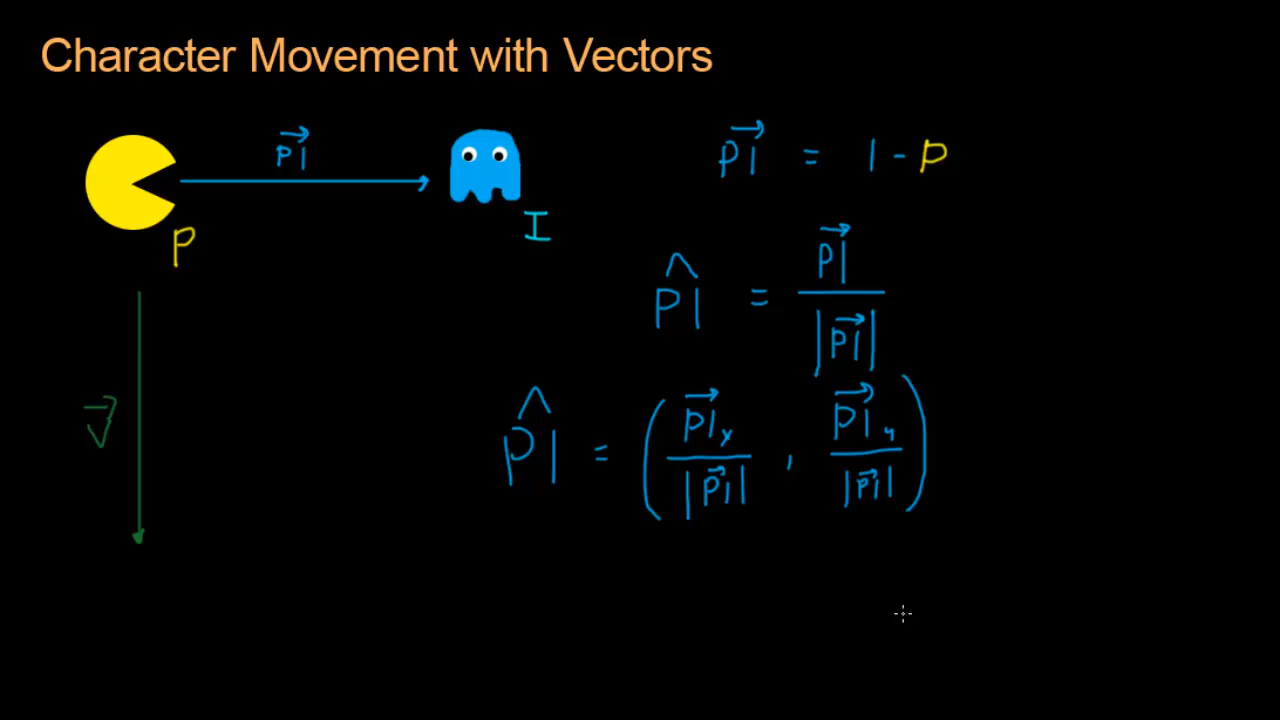 Character Movement with Vectors
→PI
→PI = I - P
I
P
^PI = →PI / |→PI|
→V
^PI = ( →PIx / |→PI| , →PIy / |→PI| )